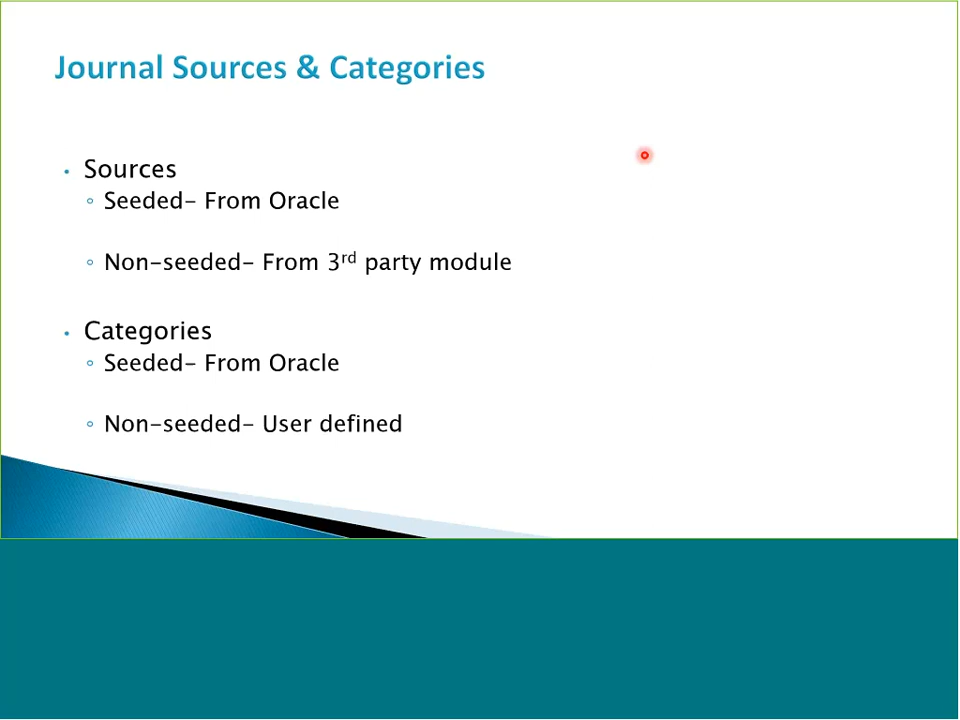 Journal Sources & Categories
• Sources
◦ Seeded- From Oracle
◦ Non-seeded- From 3rd party module
• Categories
◦ Seeded- From Oracle
◦ Non-seeded- User defined